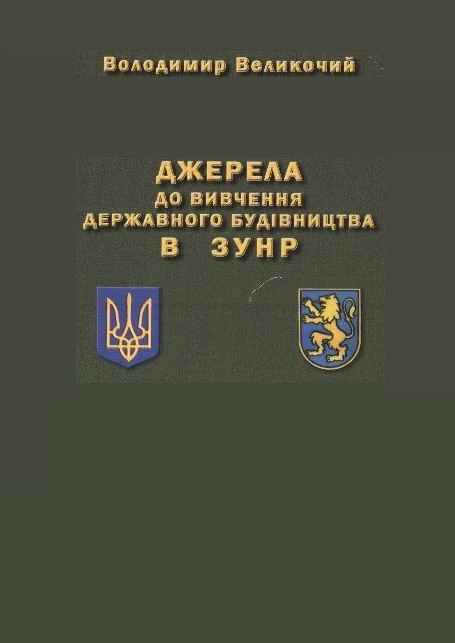 Володимир Великочий
ДЖЕРЕЛА
ДО ВИВЧЕННЯ
ДЕРЖАВНОГО БУДІВНИЦТВА
В ЗУНР